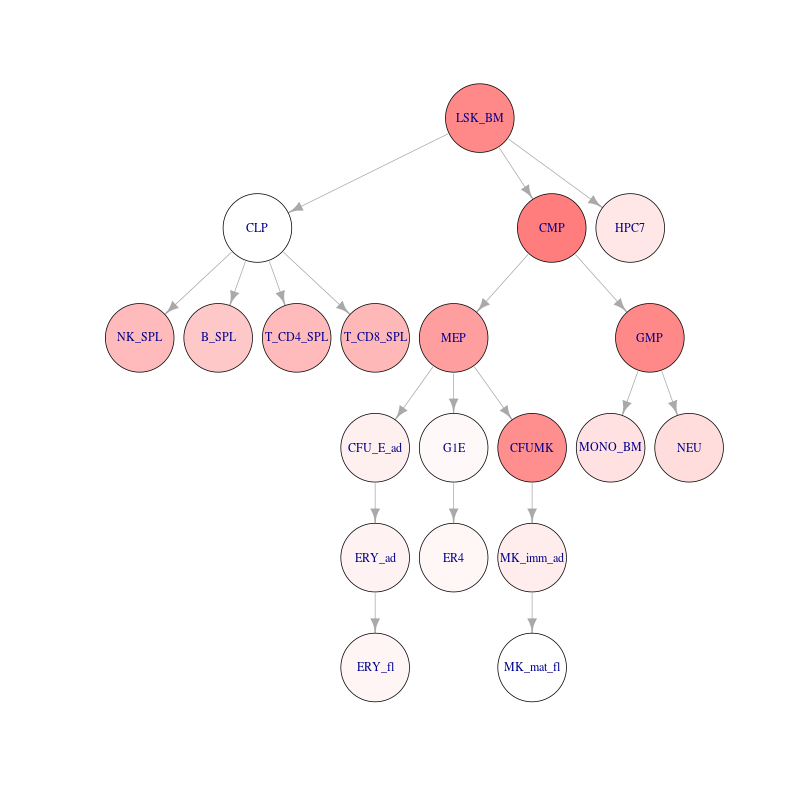 LSK_BM
CLP
CMP
HPC7
NK_SPL
B_SPL
T_CD4_SPL
T_CD8_SPL
MEP
GMP
CFU_E_ad
G1E
CFUMK
MONO_BM
NEU
ERY_ad
ER4
MK_imm_ad
ERY_fl
MK_mat_fl